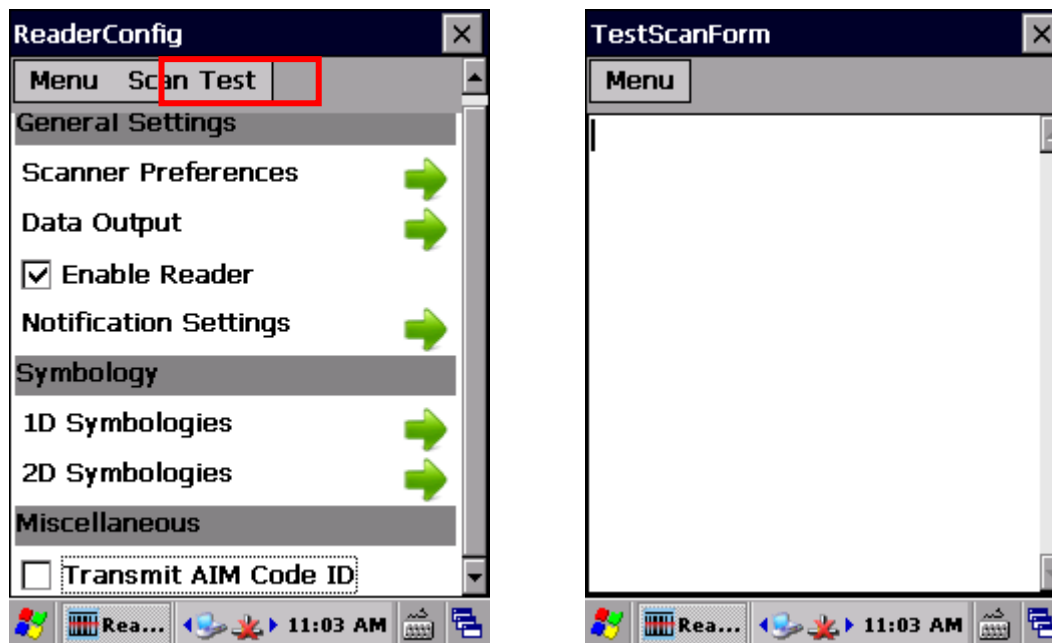 ReaderConfig
Menu Scan Test
General Settings
Scanner Preferences
Data Output
Enable Reader
Notification Settings
Symbology
1D Symbologies
2D Symbologies
Miscellaneous
Transmit AIM Code ID
Rea... 11:03 AM
TestScanForm
Menu
Rea... 11:03 AM